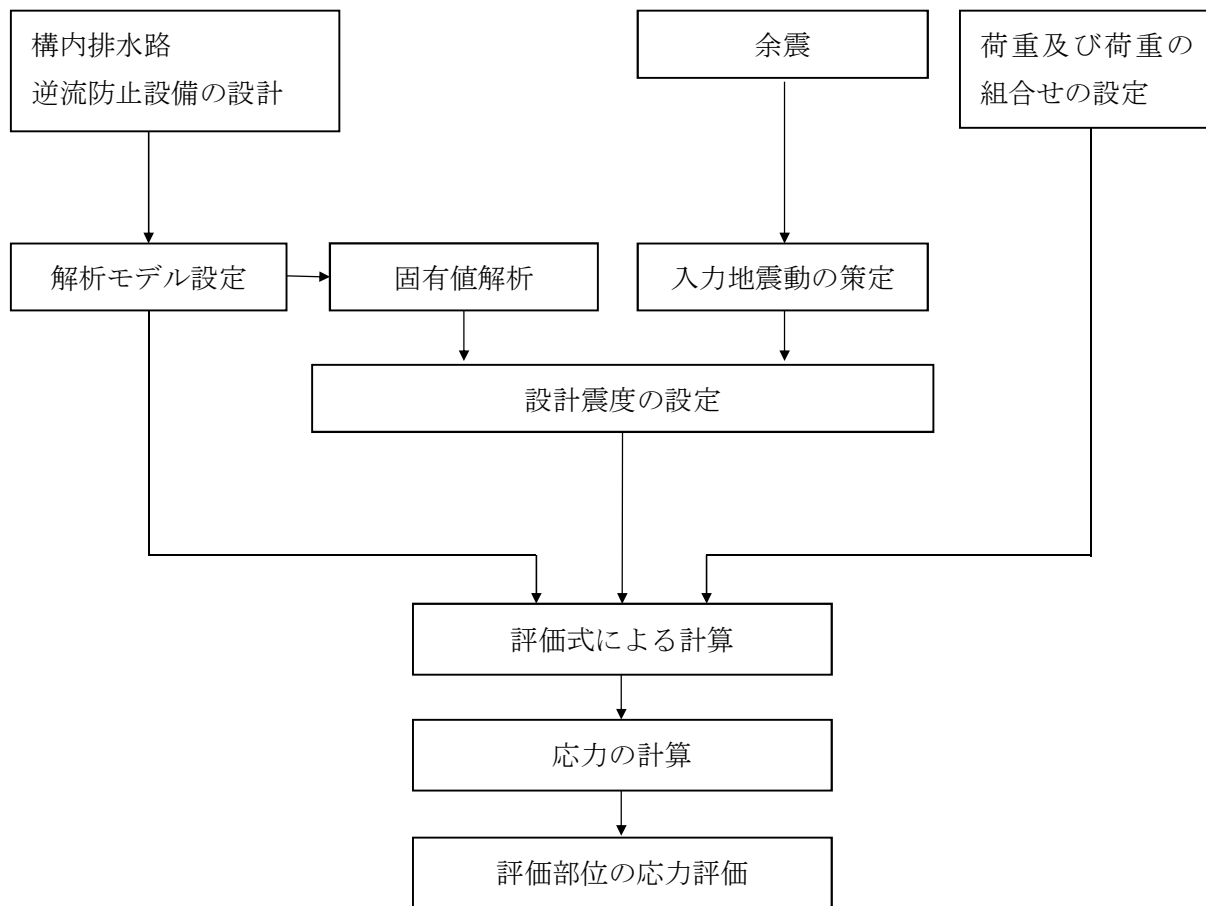 構内排水路
逆流防止設備の設計
余震
荷重及び荷重の
組合せの設定
解析モデル設定
固有値解析
入力地震動の策定
設計震度の設定
評価式による計算
応力の計算
評価部位の応力評価